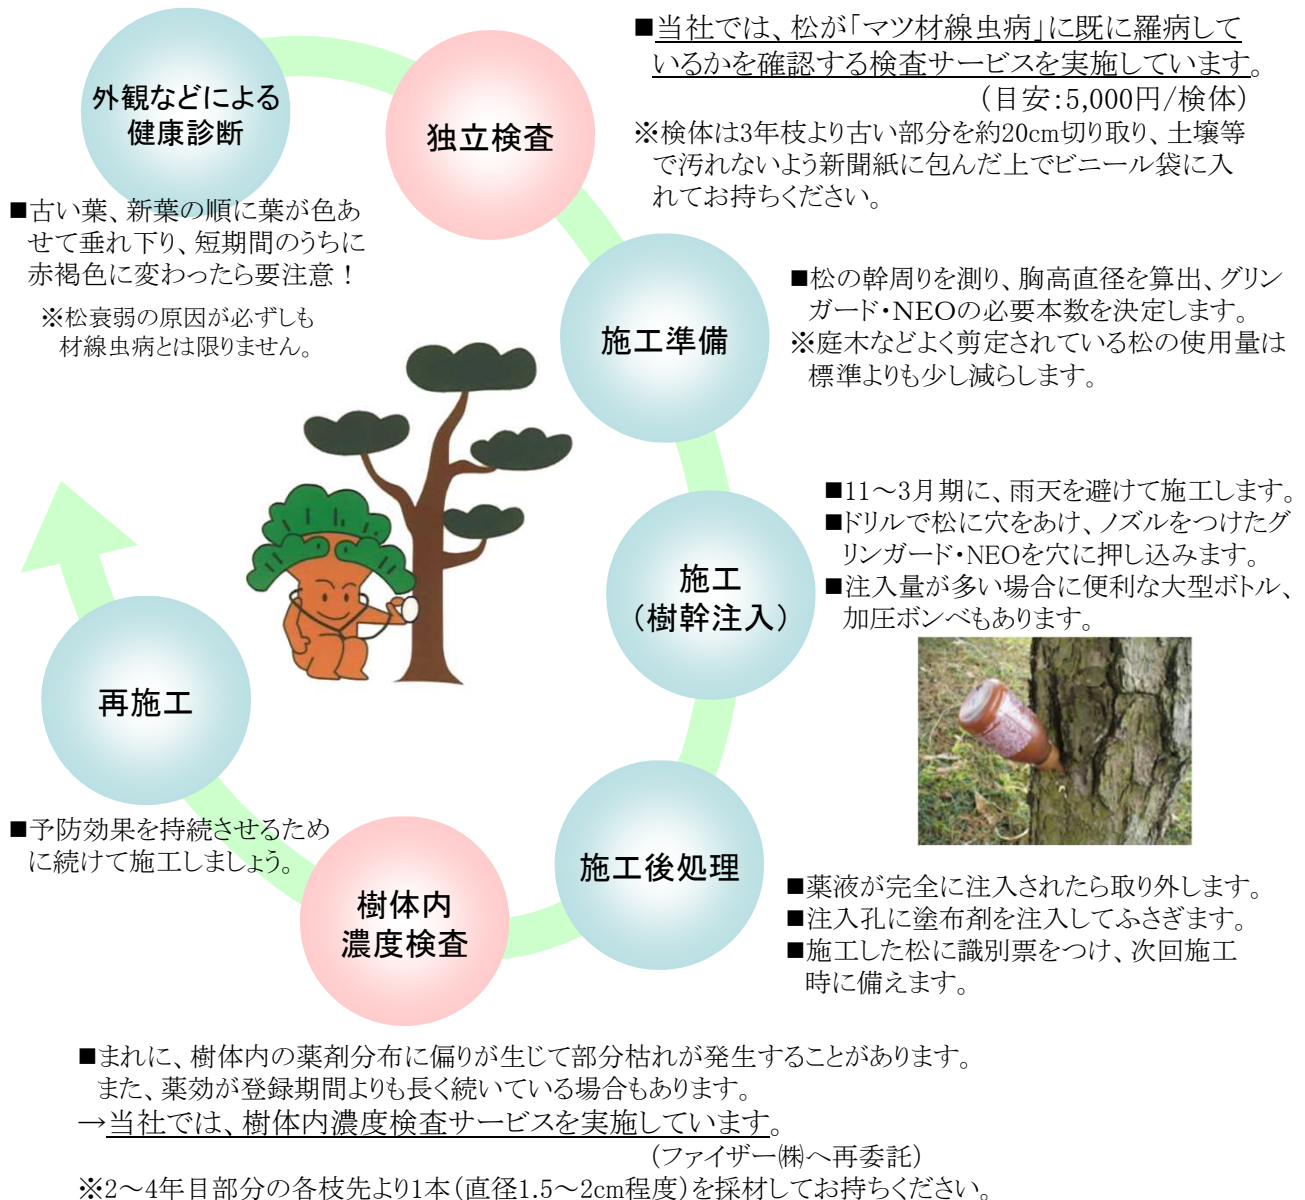 外観などによる
健康診断
■古い葉、新葉の順に葉が色あ
せて垂れ下り、短期間のうちに
赤褐色に変わったら要注意！
※松衰弱の原因が必ずしも
材線虫病とは限りません。
独立検査
■当社では、松が「マツ材線虫病」に既に羅病して
いるかを確認する検査サービスを実施しています。
（目安：5,000円/検体）
※検体は3年枝より古い部分を約20cm切り取り、土壌等
で汚れないよう新聞紙に包んだ上でビニール袋に入
れてお持ちください。
施工準備
■松の幹周りを測り、胸高直径を算出、グリン
ガード・NEOの必要本数を決定します。
※庭木などよく剪定されている松の使用量は
標準よりも少し減らします。
施工
（樹幹注入）
■11～3月期に、雨天を避けて施工します。
■ドリルで松に穴をあけ、ノズルをつけたグ
リンガード・NEOを穴に押し込みます。
■注入量が多い場合に便利な大型ボトル、
加圧ボンベもあります。
施工後処理
■薬液が完全に注入されたら取り外します。
■注入孔に塗布剤を注入してふさぎます。
■施工した松に識別票をつけ、次回施工
時に備えます。
樹体内
濃度検査
■まれに、樹体内の薬剤分布に偏りが生じて部分枯れが発生することがあります。
また、薬効が登録期間よりも長く続いている場合もあります。
→当社では、樹体内濃度検査サービスを実施しています。
（ファイザー㈱へ再委託）
※2～4年目部分の各枝先より1本（直径1.5～2cm程度）を採材してお持ちください。
再施工
■予防効果を持続させるため
に続けて施工しましょう。